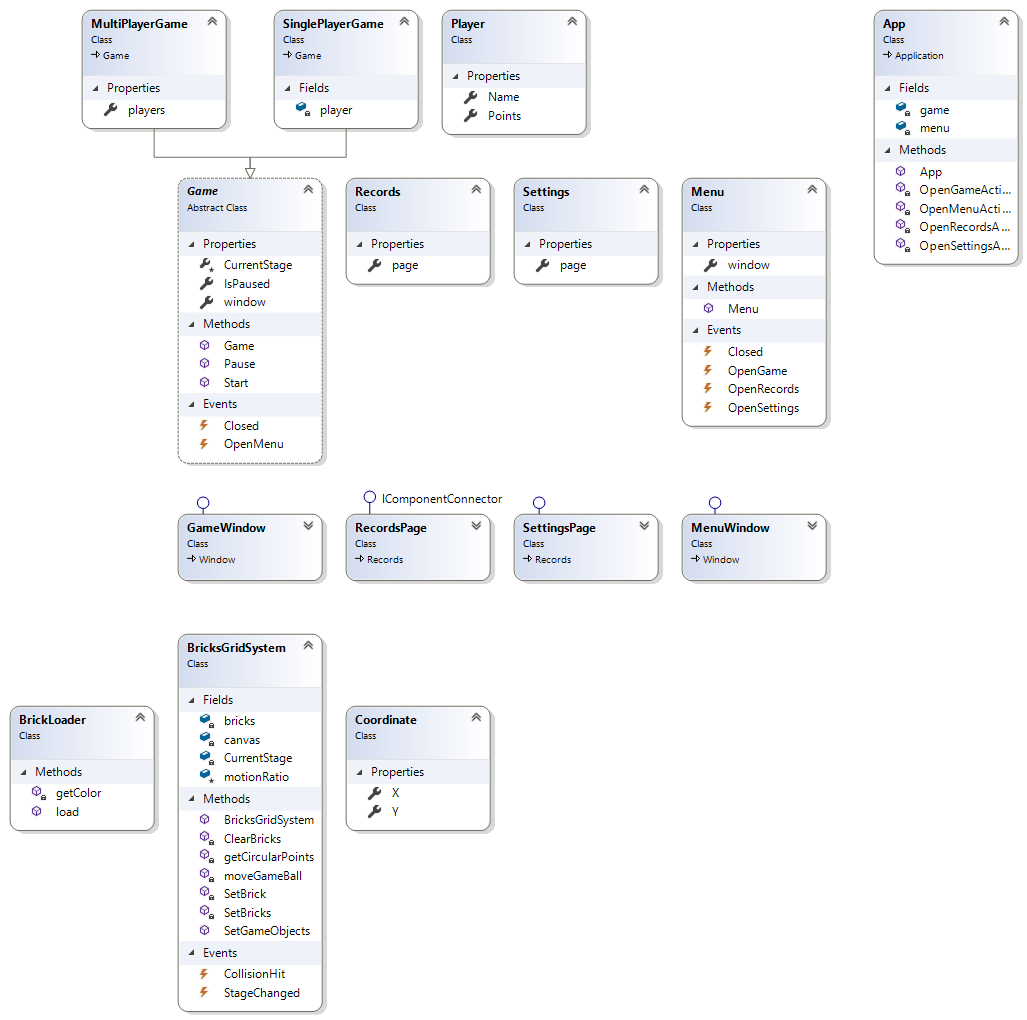 MultiPlayerGame
Class
Game
Properties
players
SinglePlayerGame
Class
Game
Fields
player
Player
Class
Properties
Name
Points
App
Class
Application
Fields
game
menu
Methods
App
OpenGameActi...
OpenMenuActi...
OpenRecordsA...
OpenSettingsA...
Game
Abstract Class
Properties
CurrentStage
IsPaused
window
Methods
Game
Pause
Start
Events
Closed
OpenMenu
Records
Class
Properties
page
Settings
Class
Properties
page
Menu
Class
Properties
window
Methods
Menu
Events
Closed
OpenGame
OpenRecords
OpenSettings
GameWindow
Class
Window
IComponentConnector
RecordsPage
Class
Records
SettingsPage
Class
Records
MenuWindow
Class
Window
BrickLoader
Class
Methods
getColor
load
BricksGridSystem
Class
Fields
bricks
canvas
CurrentStage
motionRatio
Methods
BricksGridSystem
ClearBricks
getCircularPoints
moveGameBall
SetBrick
SetBricks
SetGameObjects
Events
CollisionHit
StageChanged
Coordinate
Class
Properties
X
Y